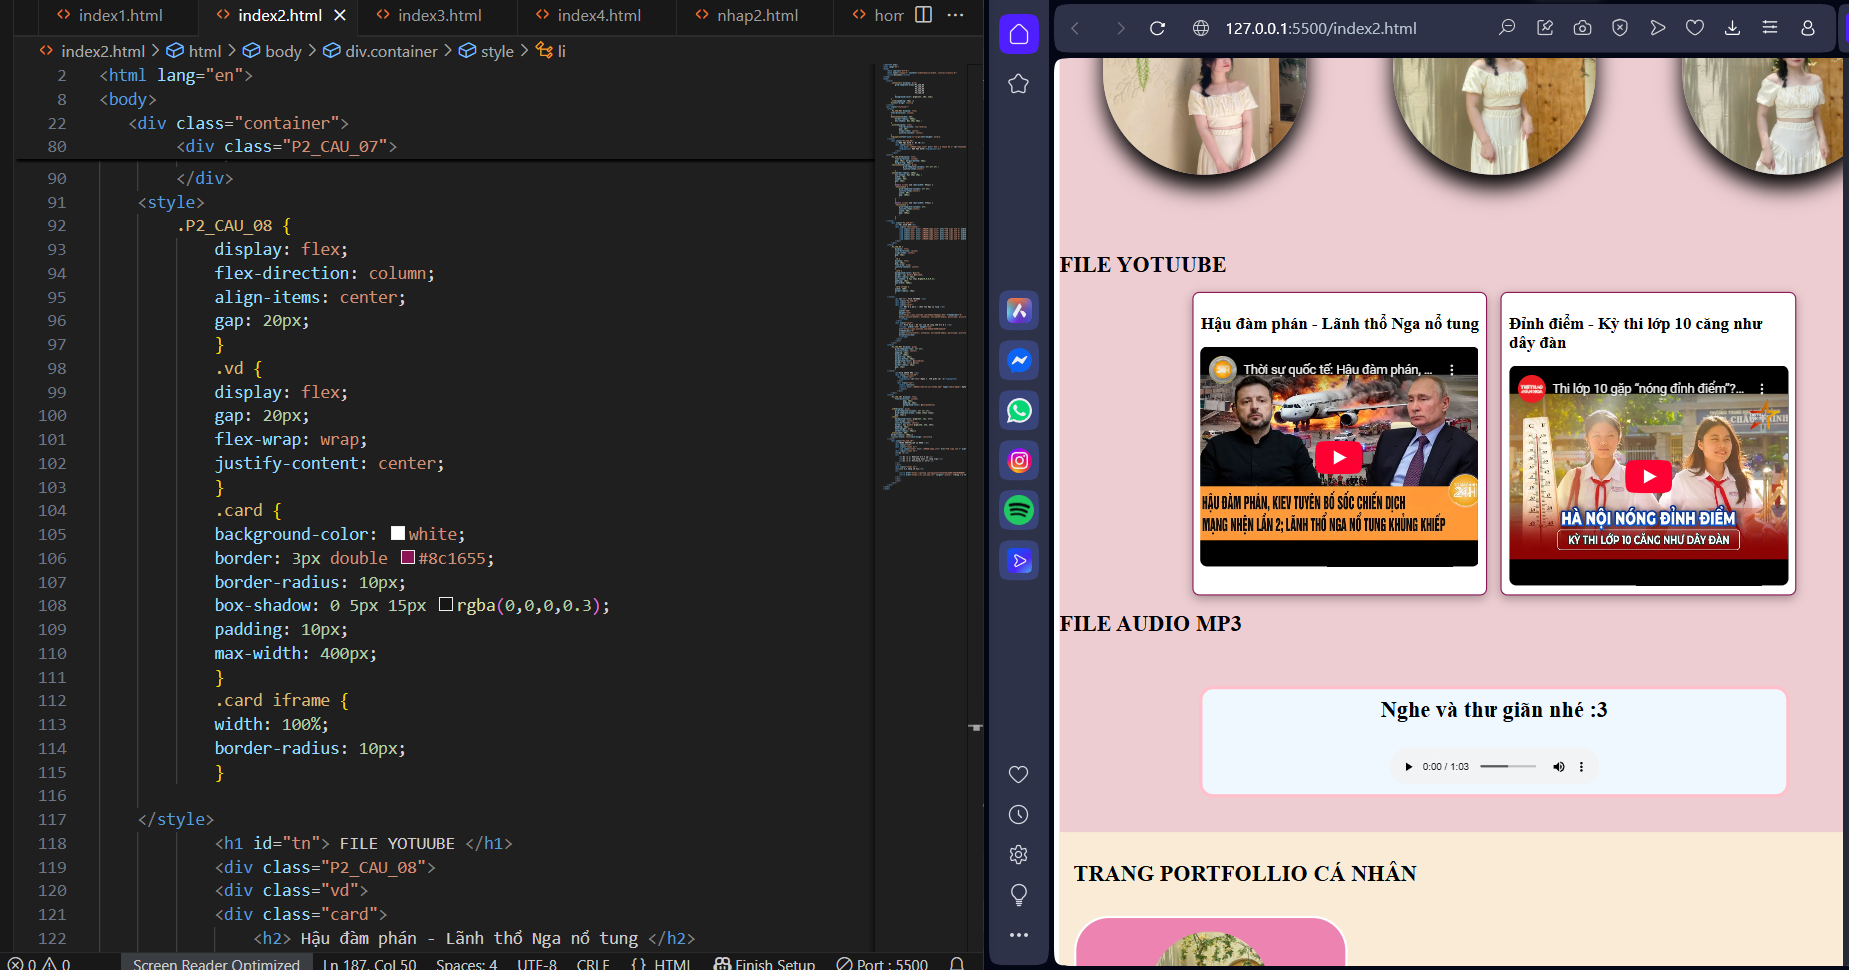 index1.html index2.html index3.html index4.html nhap2.html hom
index2.html > html > body > div.container > style > li
2 <html lang="en">
8 <body>
22 <div class="container">
80 <div class="P2_CAU_07">
90 </div>
91 <style>
92 .P2_CAU_08 {
93 display: flex;
94 flex-direction: column;
95 align-items: center;
96 gap: 20px;
97 }
98 .vd {
99 display: flex;
100 gap: 20px;
101 flex-wrap: wrap;
102 justify-content: center;
103 }
104 .card {
105 background-color: white;
106 border: 3px double #8c1655;
107 border-radius: 10px;
108 box-shadow: 0 5px 15px rgba(0,0,0,0.3);
109 padding: 10px;
110 max-width: 400px;
111 }
112 .card iframe {
113 width: 100%;
114 border-radius: 10px;
115 }
116
117 </style>
118 <h1 id="tn"> FILE YOTUUBE </h1>
119 <div class="P2_CAU_08">
120 <div class="vd">
121 <div class="card">
122 <h2> Hậu đàm phán - Lãnh thổ Nga nổ tung </h2>
0 0 Screen Reader Optimized Ln 187, Col 50 Spaces: 4 UTF-8 CRLF {} HTML Finish Setup Port : 5500
127.0.0.1:5500/index2.html
FILE YOTUUBE
Hậu đàm phán - Lãnh thổ Nga nổ tung
24H Thời sự quốc tế: Hậu đàm phán, ...
24H
HẬU ĐÀM PHÁN, KIEV TUYÊN BỐ SỐC CHIẾN DỊCH
MẠNG NHỆN LẦN 2; LÃNH THỔ NGA NỔ TUNG KHỦNG KHIẾP
Đỉnh điểm - Kỳ thi lớp 10 căng như
dây đàn
Thi lớp 10 gặp “nóng đỉnh điểm”?...
C F
HÀ NỘI NÓNG ĐỈNH ĐIỂM
KỲ THI LỚP 10 CĂNG NHƯ DÂY ĐÀN
FILE AUDIO MP3
Nghe và thư giãn nhé :3
0:00 / 1:03
TRANG PORTFOLLIO CÁ NHÂN